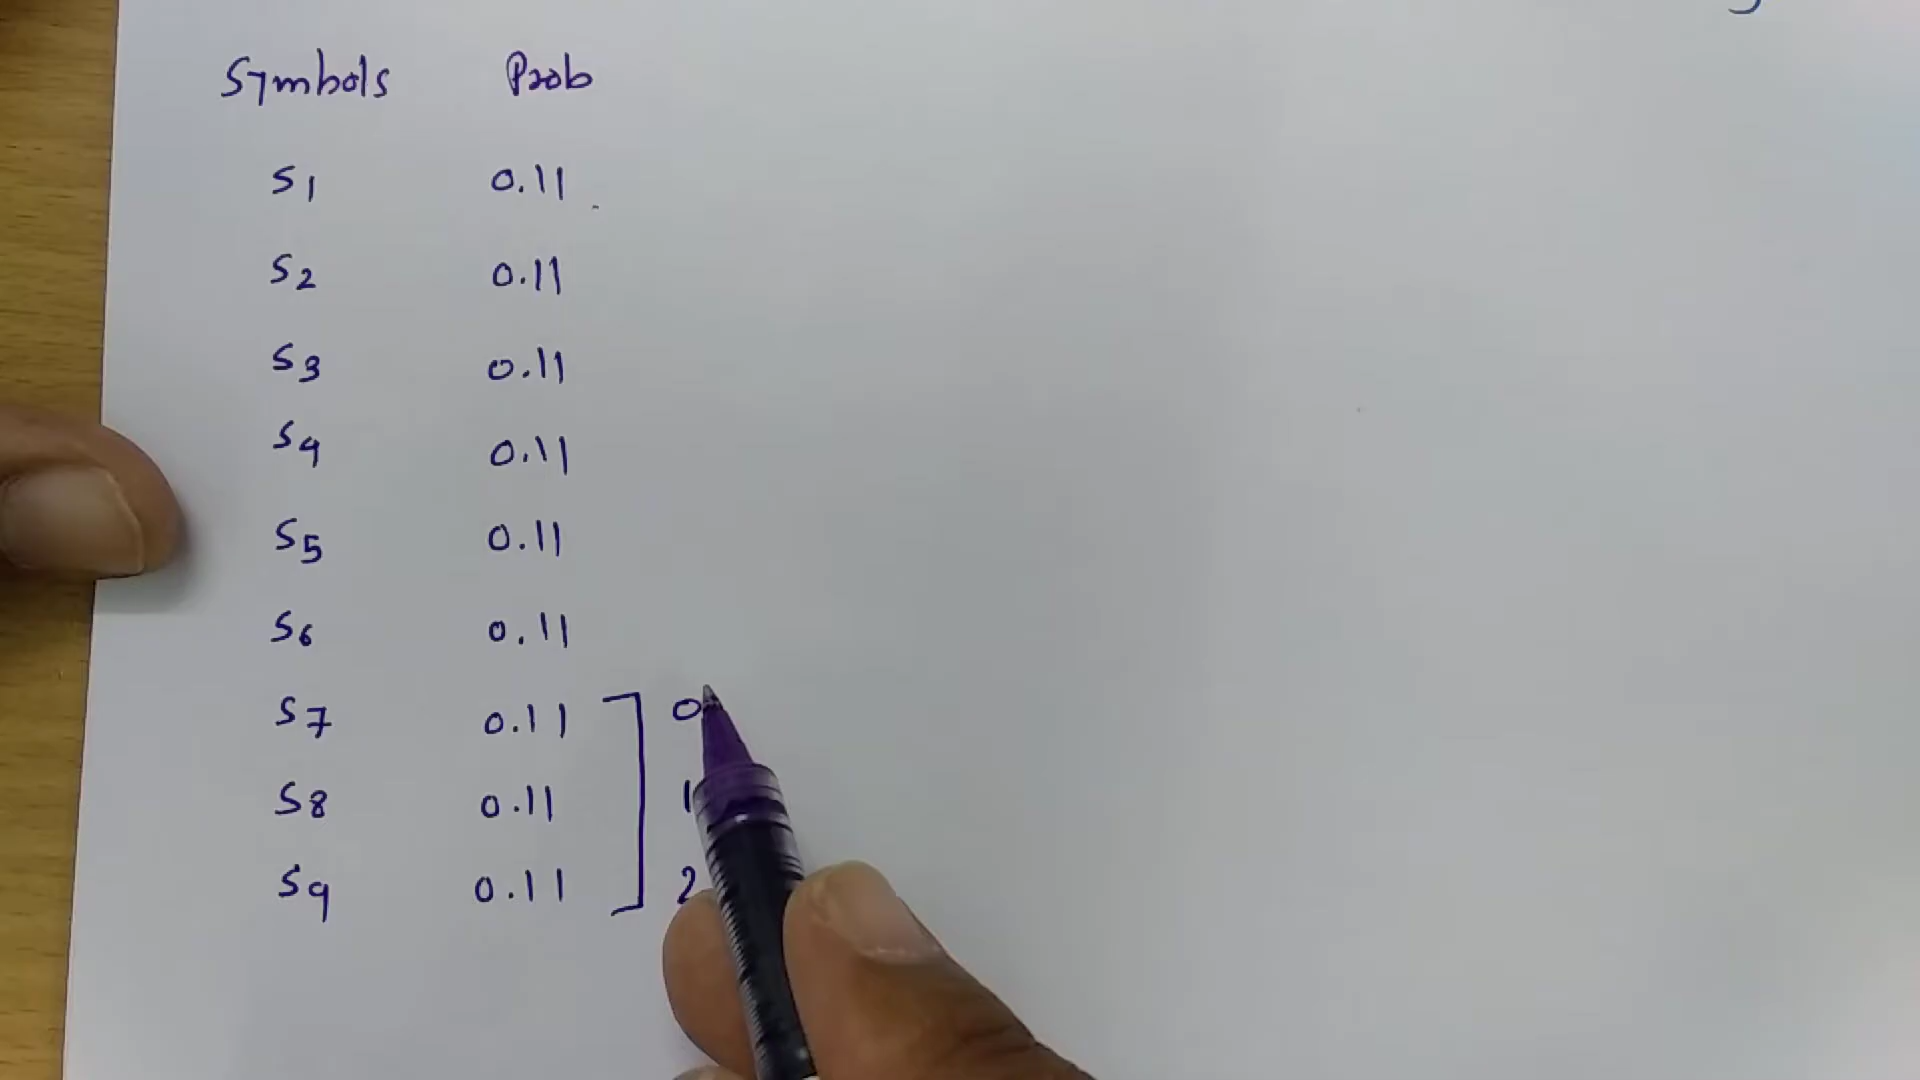 Symbols Prob
S1 0.11
S2 0.11
S3 0.11
S4 0.11
S5 0.11
S6 0.11
S7 0.11 0
S8 0.11 1
S9 0.11 2